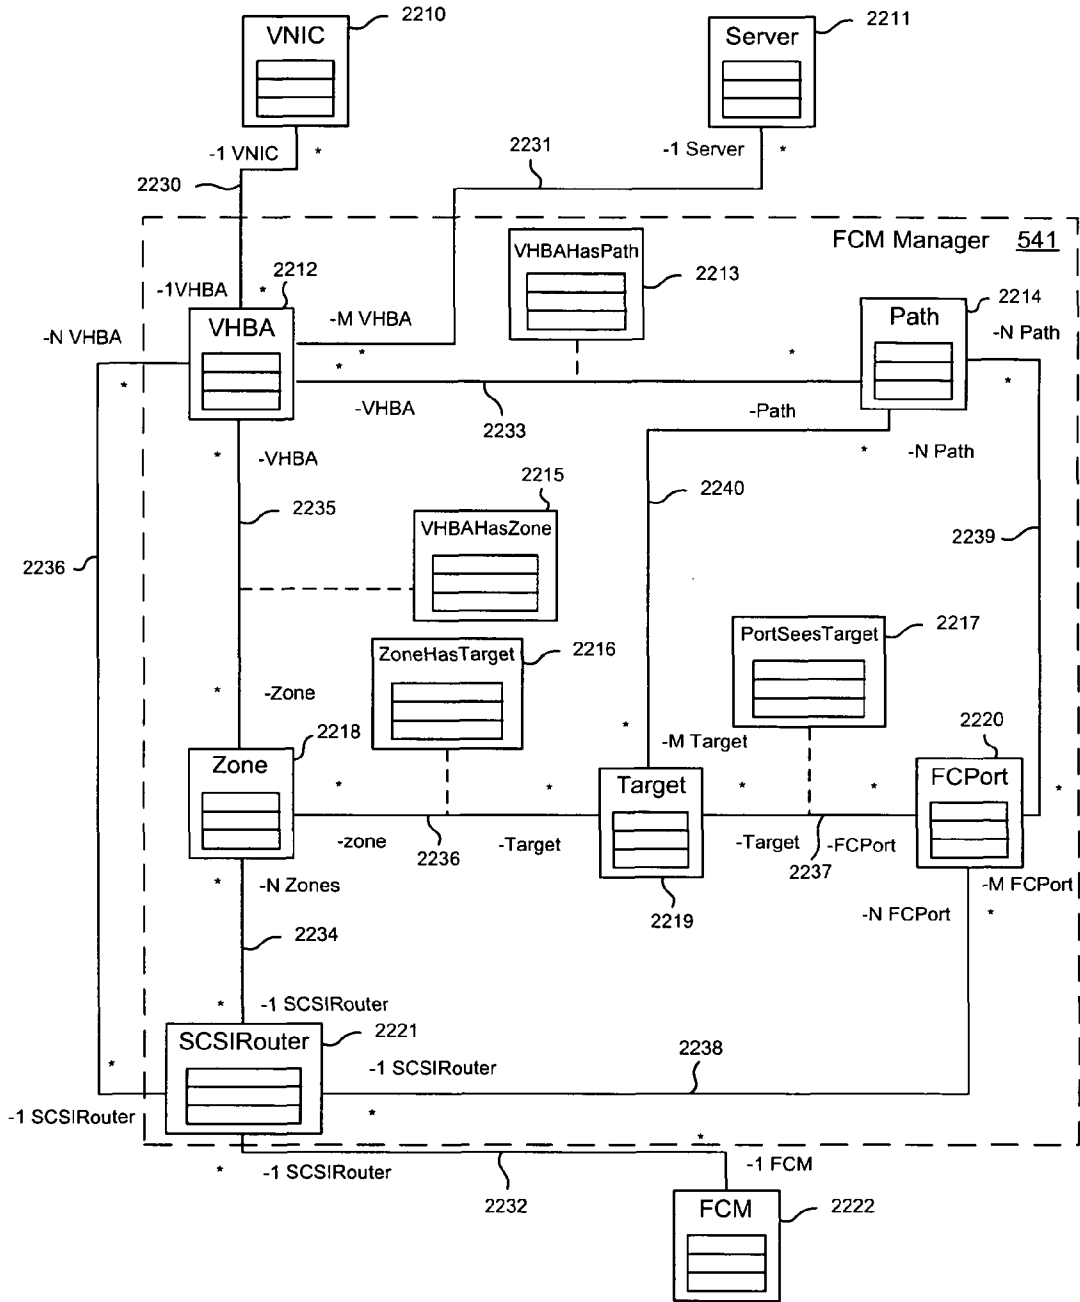 VNIC
2210
Server
2211
-1 VNIC
*
2231
-1 Server
*
2230
FCM Manager 541
VHBAHasPath
2213
2212
-1VHBA
*
2214
-N VHBA
VHBA
-M VHBA
Path
-N Path
*
*
*
*
*
-VHBA
2233
-Path
*
-VHBA
*
-N Path
2215
2240
2235
VHBAHasZone
2239
2236
ZoneHasTarget
2216
PortSeesTarget
2217
*
-Zone
*
2218
-M Target
2220
Zone
Target
FCPort
*
*
*
*
*
-zone
2236
-Target
-Target
-FCPort
2237
*
-N Zones
-M FCPort
2219
-N FCPort
*
2234
*
-1 SCSIRouter
2221
SCSIRouter
2238
*
-1 SCSIRouter
-1 SCSIRouter
*
*
*
-1 SCSIRouter
-1 FCM
2232
FCM
2222